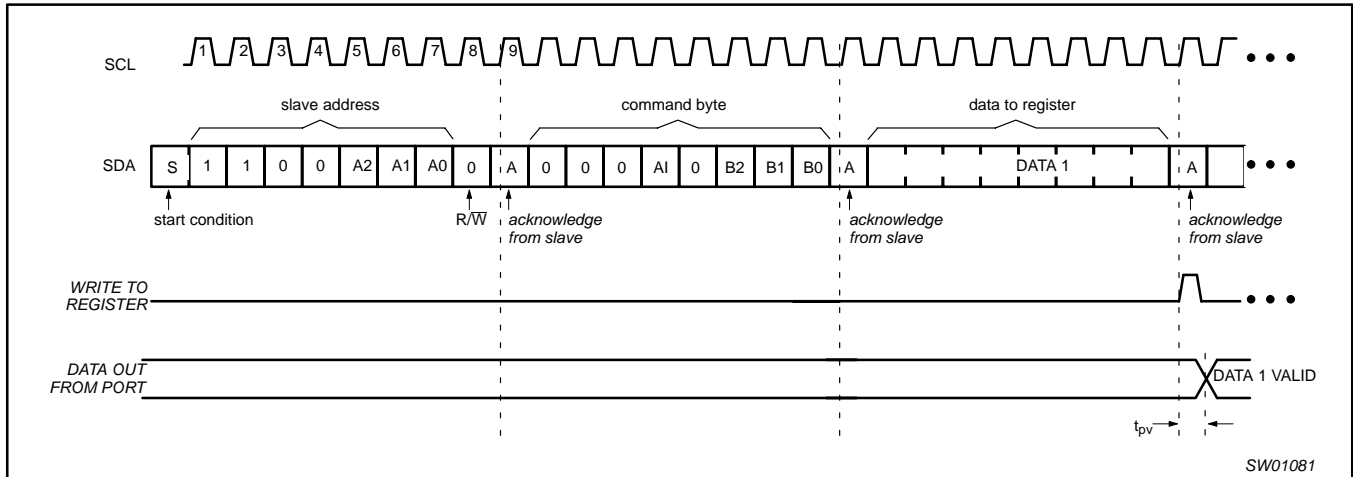 SCL 1 2 3 4 5 6 7 8 9
slave address command byte data to register
SDA S 1 1 0 0 A2 A1 A0 0 A 0 0 0 AI 0 B2 B1 B0 A DATA 1 A
start condition R/W̅ acknowledge from slave acknowledge from slave acknowledge from slave
WRITE TO
REGISTER
DATA OUT
FROM PORT
DATA 1 VALID
tpv
SW01081